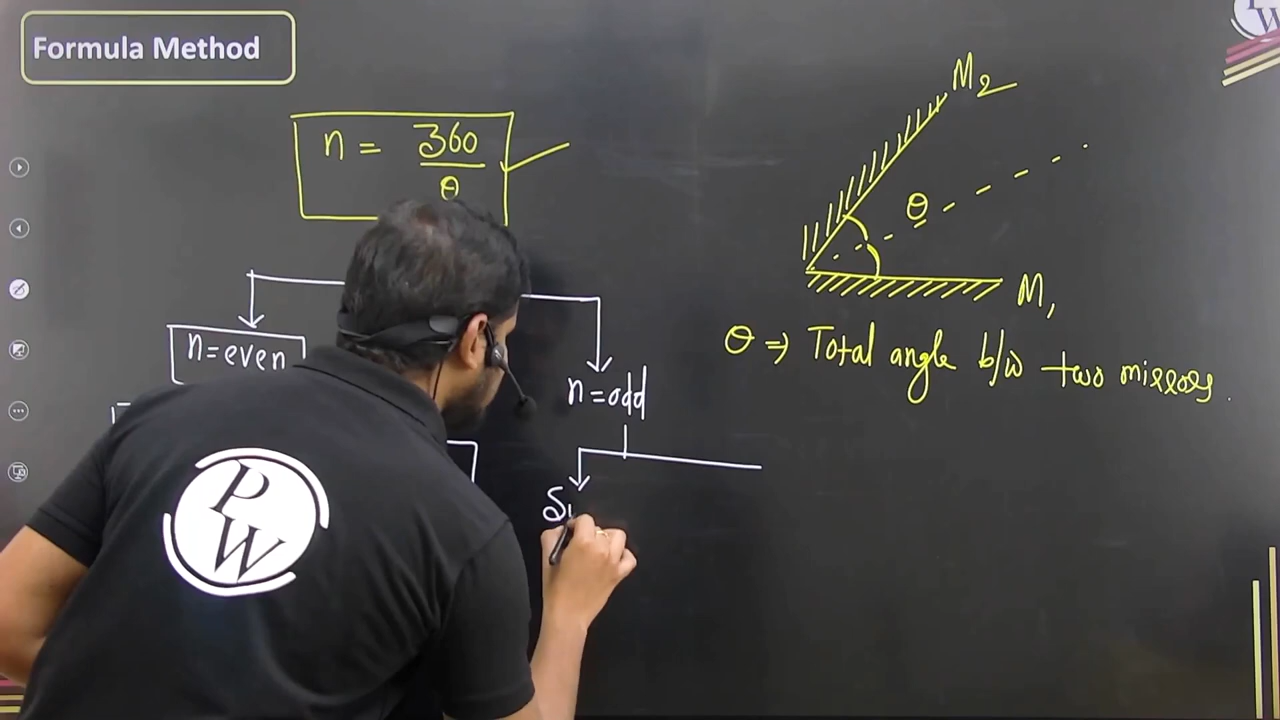 Formula Method
n = 360/θ
M2
θ
M1
θ ⇒ Total angle b/w two mirrors.
n=even
n=odd
P
W